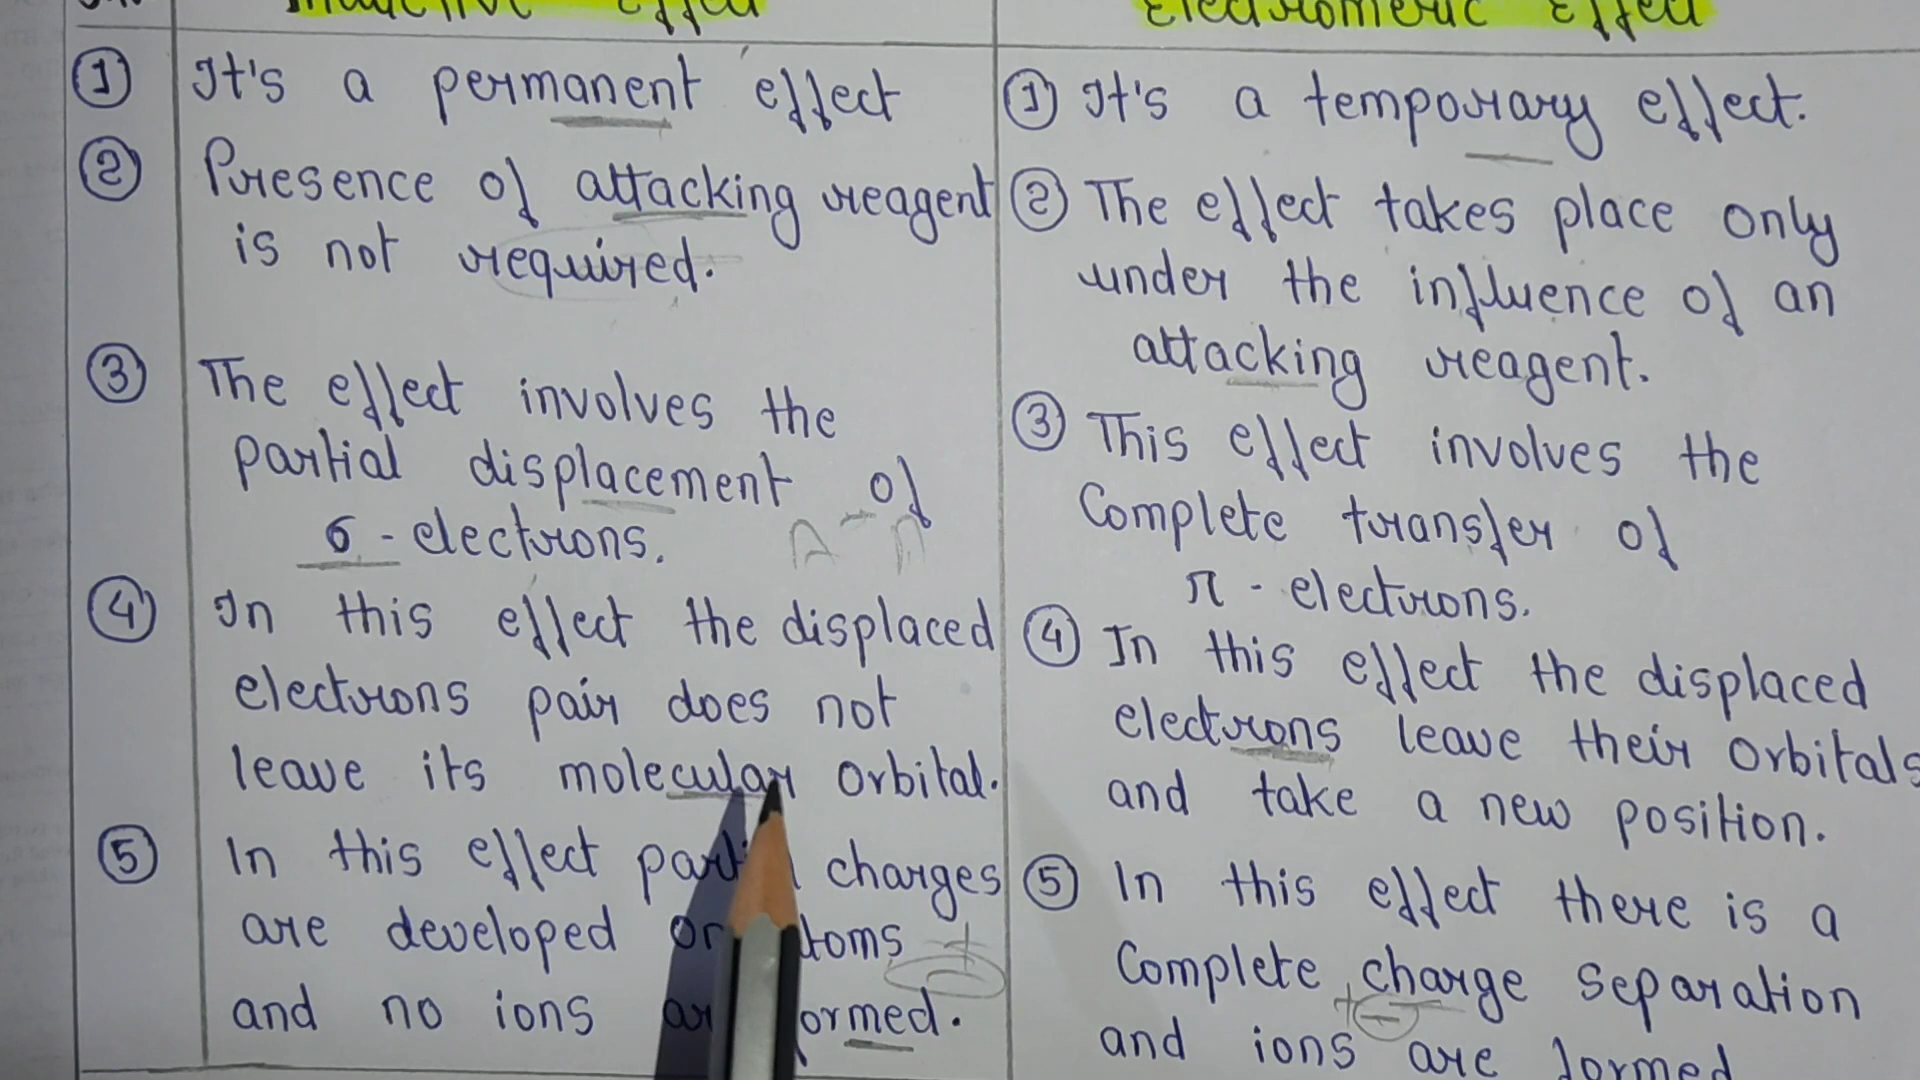 Inductive Effect
Electromeric Effect
① It's a permanent effect
② Presence of attacking reagent
is not required.
③ The effect involves the
partial displacement of
σ - electrons.
④ In this effect the displaced
electrons pair does not
leave its molecular orbital.
⑤ In this effect charges
are developed
and no ions
① It's a temporary effect.
② The effect takes place only
under the influence of an
attacking reagent.
③ This effect involves the
Complete transfer of
π - electrons.
④ In this effect the displaced
electrons leave their orbitals
and take a new position.
⑤ In this effect there is a
Complete charge separation
and ions are formed